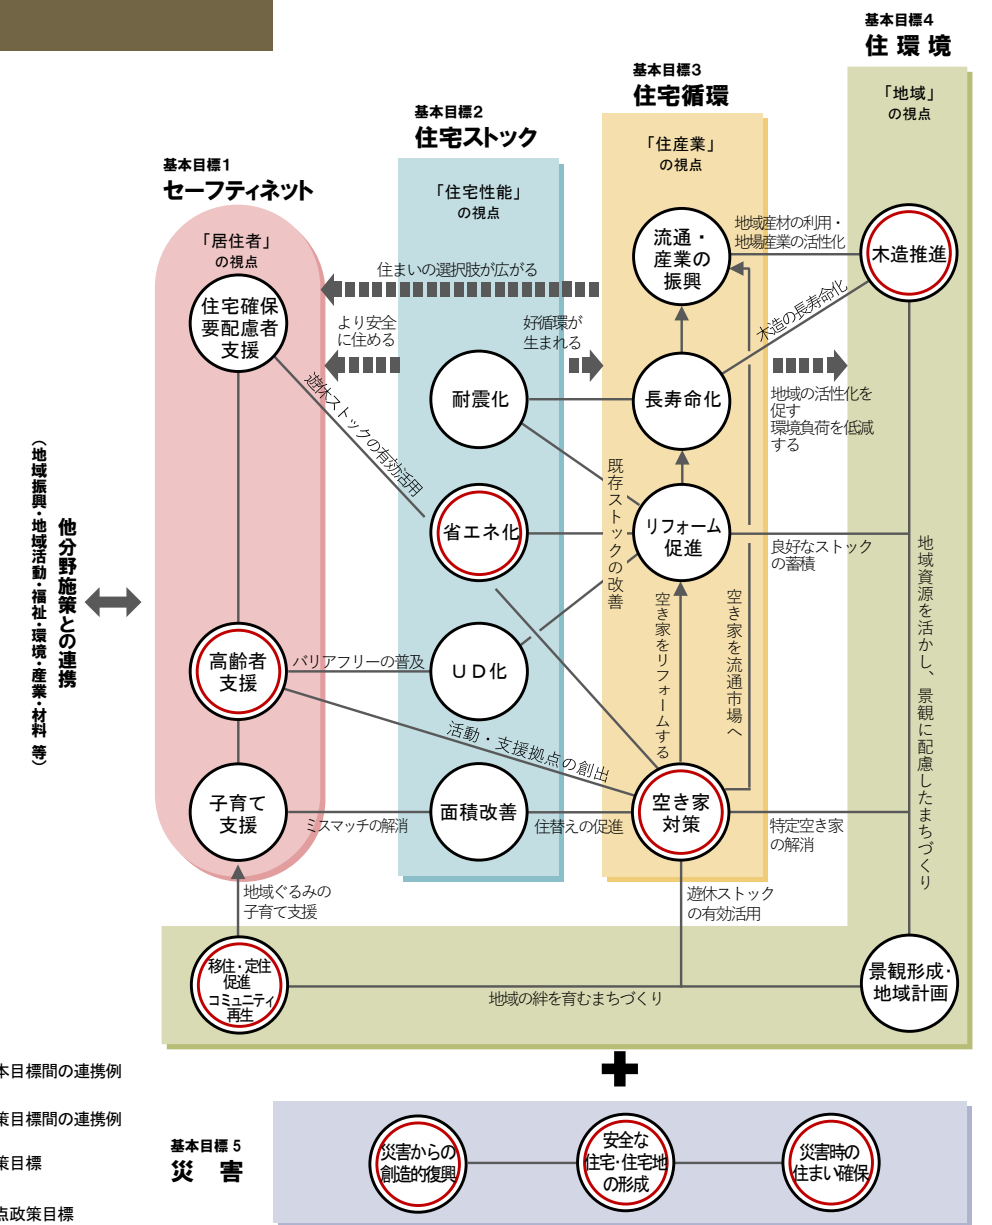 基本目標4
住環境
「地域」
の視点
基本目標3
住宅循環
「住産業」
の視点
基本目標2
住宅ストック
「住宅性能」
の視点
基本目標1
セーフティネット
「居住者」
の視点
住宅確保
要配慮者
支援
高齢者
支援
子育て
支援
耐震化
省エネ化
UD化
面積改善
流通・
産業の
振興
長寿命化
リフォーム
促進
空き家
対策
木造推進
景観形成・
地域計画
移住・定住
促進
コミュニティ
再生
住まいの選択肢が広がる
より安全
に住める
好循環が
生まれる
地域産材の利用・
地場産業の活性化
木造の長寿命化
地域の活性化を
促す
環境負荷を低減
する
遊休ストックの有効活用
既存ストックの改善
良好なストック
の蓄積
空き家をリフォームする
空き家を流通市場へ
地域資源を活かし、景観に配慮したまちづくり
バリアフリーの普及
活動・支援拠点の創出
ミスマッチの解消
住替えの促進
特定空き家
の解消
地域ぐるみの
子育て支援
遊休ストック
の有効活用
地域の絆を育むまちづくり
他分野施策との連携
（地域振興・地域活動・福祉・環境・産業・材料 等）
本目標間の連携例
策目標間の連携例
策目標
点政策目標
基本目標 5
災 害
災害からの
創造的復興
安全な
住宅・住宅地
の形成
災害時の
住まい確保